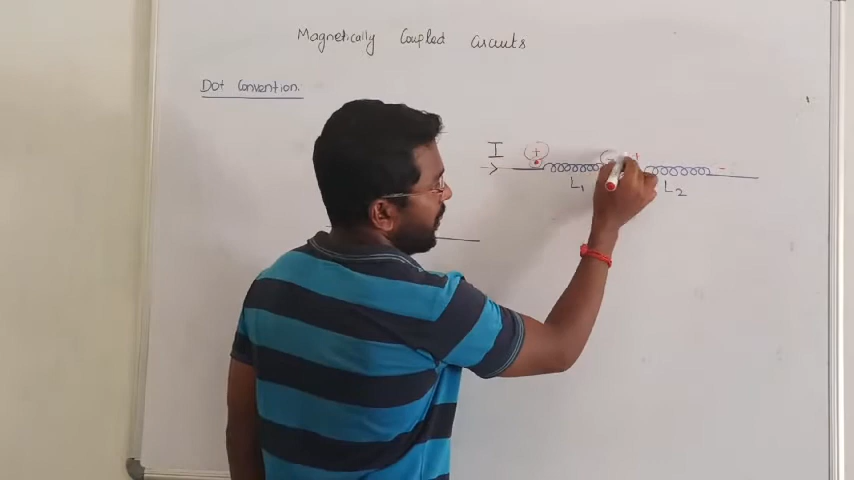 Magnetically Coupled Circuits
Dot Convention.
I
+ - + -
L1 L2